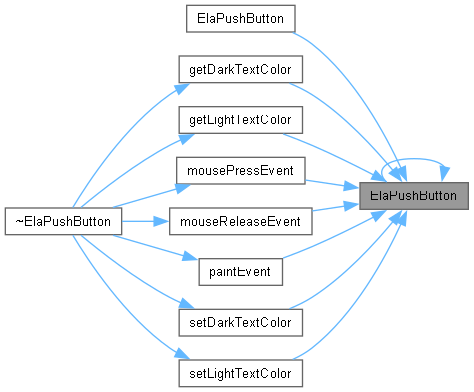 ElaPushButton
getDarkTextColor
getLightTextColor
mousePressEvent
ElaPushButton
~ElaPushButton
mouseReleaseEvent
paintEvent
setDarkTextColor
setLightTextColor